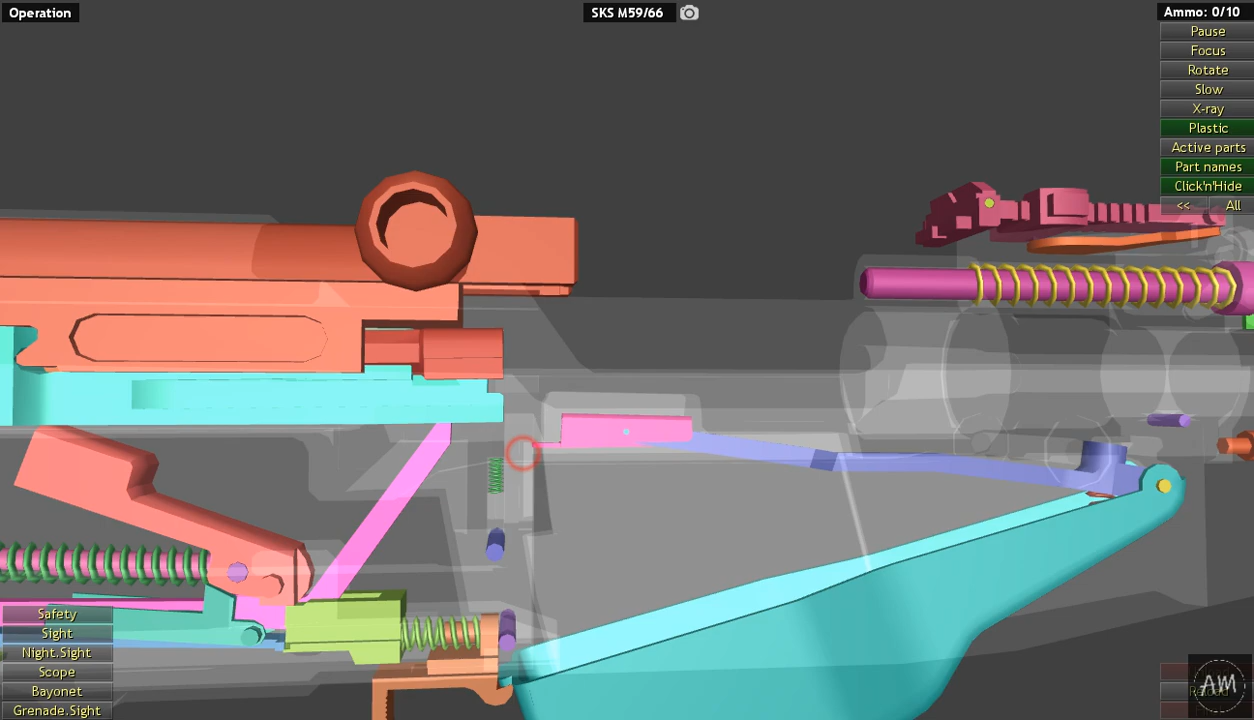 Operation
SKS M59/66
Ammo: 0/10
Pause
Focus
Rotate
Slow
X-ray
Plastic
Active parts
Part names
Click'n'Hide
<< All
Safety
Sight
Night.Sight
Scope
Bayonet
Grenade.Sight
AM